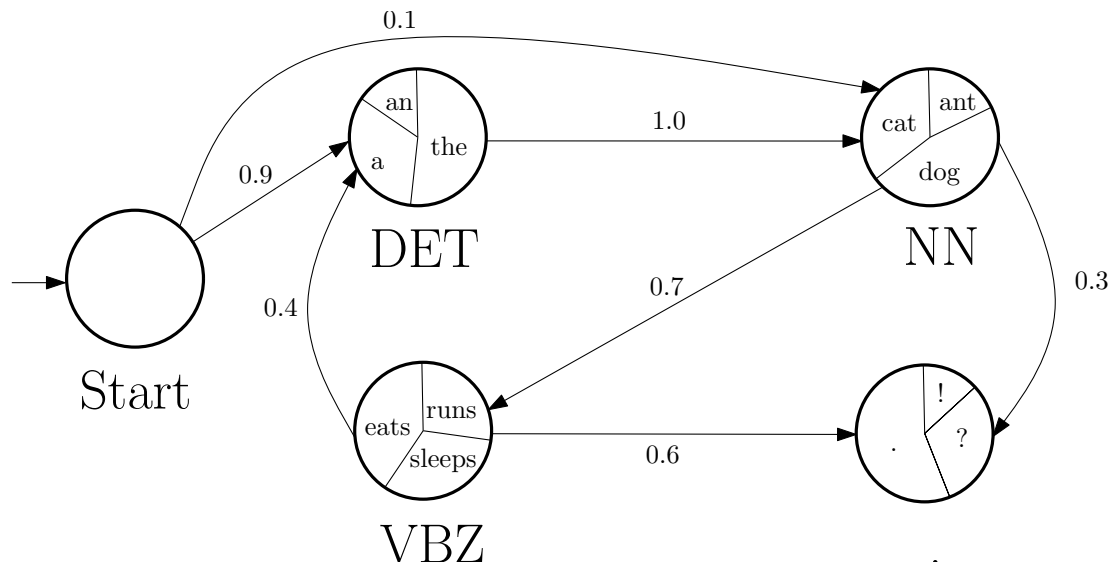 0.1
an
a
the
1.0
cat
ant
dog
0.9
DET
NN
0.4
0.7
0.3
Start
eats
runs
sleeps
0.6
!
?
.
VBZ
.